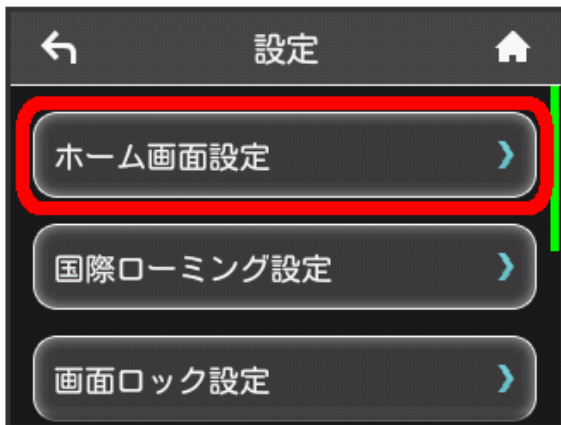 設定
ホーム画面設定
国際ローミング設定
画面ロック設定